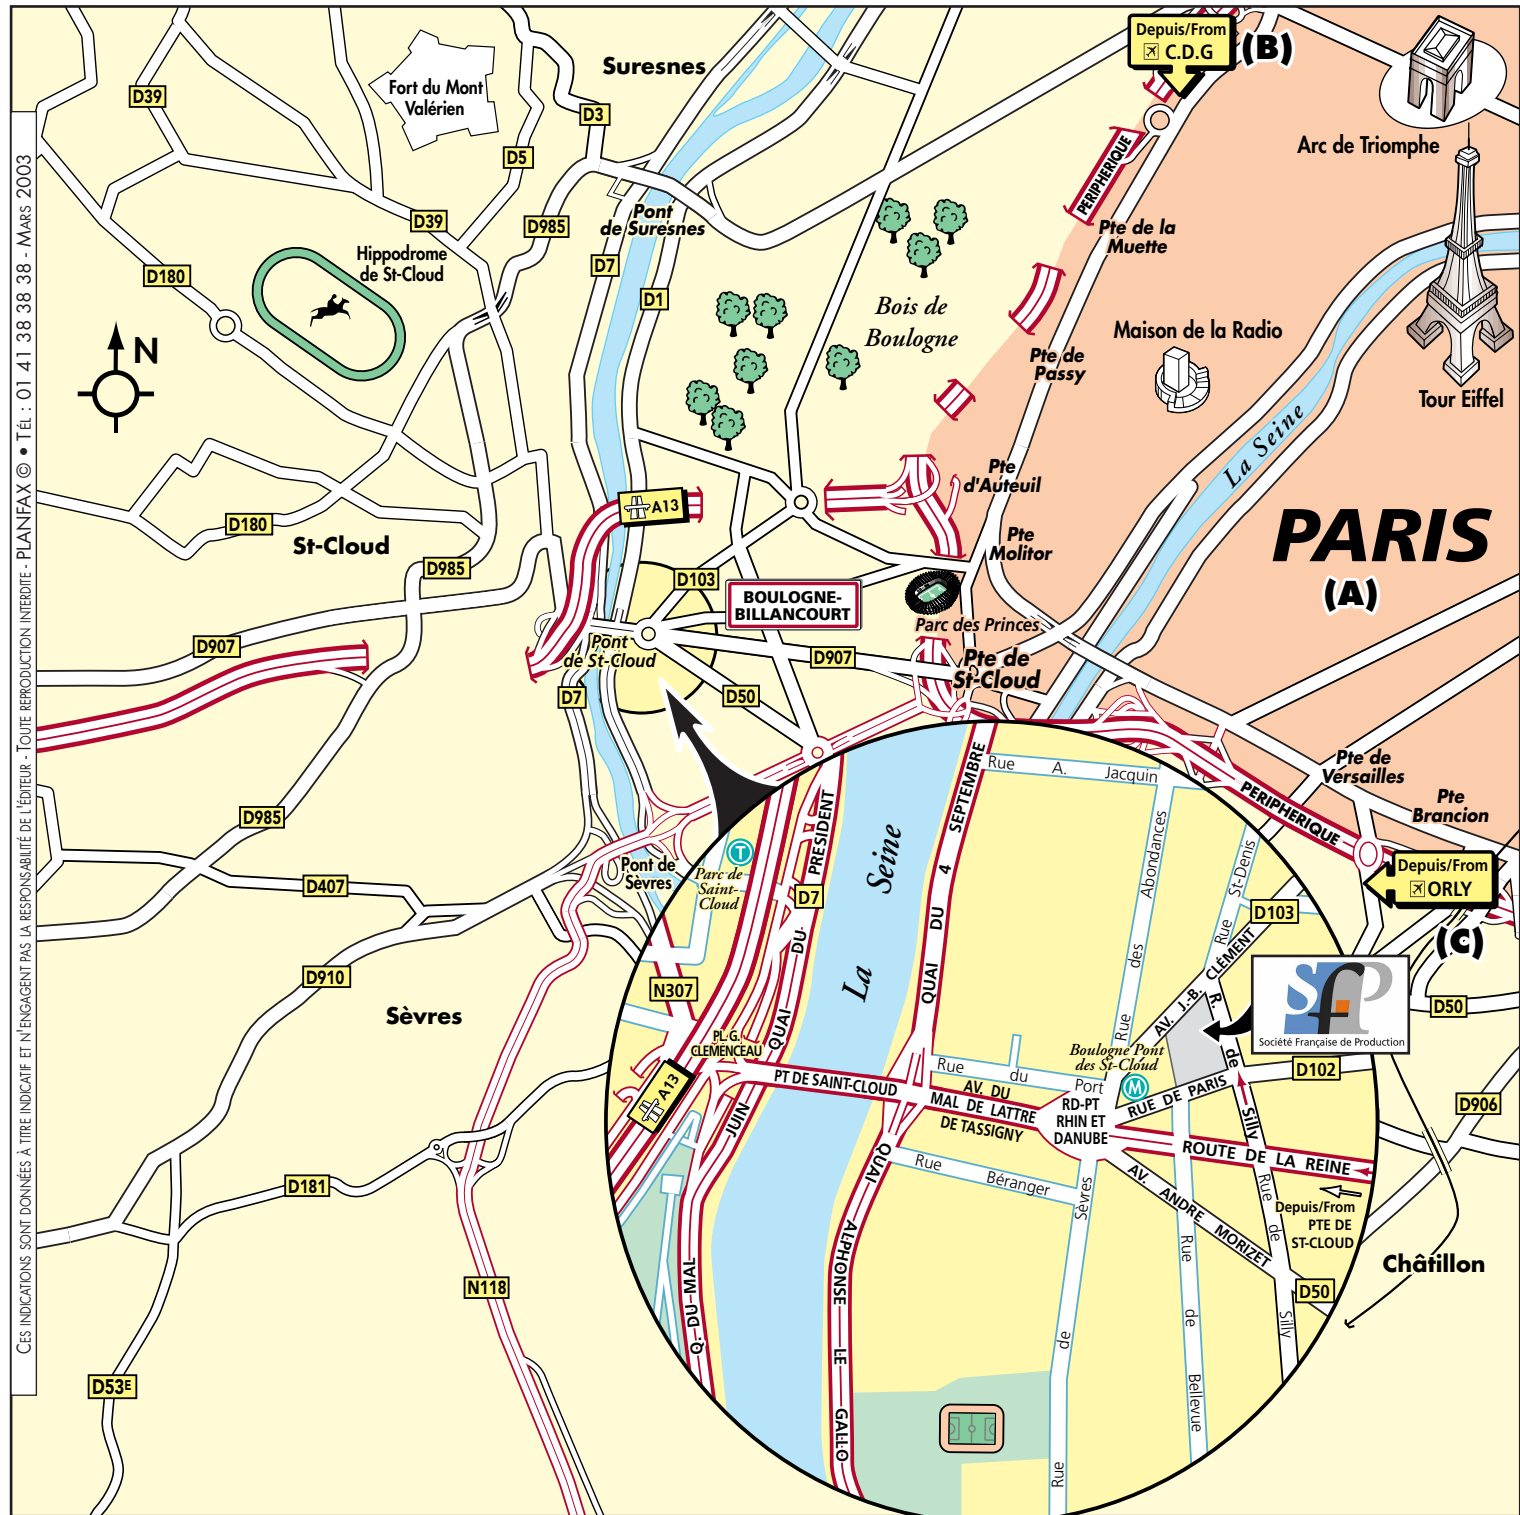 Depuis/From
C.D.G
(B)
Suresnes
Fort du Mont
Valérien
D39
D3
D5
Arc de Triomphe
PERIPHERIQUE
D39
D985
Pont
de Suresnes
Pte de la
Muette
Hippodrome
de St-Cloud
D180
D7
D1
Bois de
Boulogne
Maison de la Radio
Pte de
Passy
N
Tour Eiffel
La Seine
Pte
d'Auteuil
A13
D180
St-Cloud
Pte
Molitor
PARIS
(A)
D985
D103
BOULOGNE-
BILLANCOURT
Parc des Princes
D907
Pont
de St-Cloud
D907
Pte de
St-Cloud
D7
D50
Pte de
Versailles
PERIPHERIQUE
Pte
Brancion
D985
Depuis/From
ORLY
(C)
D407
Pont de
Sèvres
D910
Sèvres
D50
D906
D181
Châtillon
N118
D53E
Rue A. Jacquin
SEPTEMBRE
QUAI DU 4
PRESIDENT
QUAI DU
T
Parc de
Saint-
Cloud
D7
La Seine
Rue des Abondances
Rue St-Denis
D103
AV. J.-B. CLÉMENT
N307
PL. G.
CLEMENCEAU
sfp
Société Française de Production
R. de Silly
Boulogne Pont
des St-Cloud
M
D102
A13
PT DE SAINT-CLOUD
Rue du Port
AV. DU
MAL DE LATTRE
DE TASSIGNY
RD-PT
RHIN ET
DANUBE
RUE DE PARIS
ROUTE DE LA REINE
JUIN
Q. DU MAL
QUAI ALPHONSE LE GALLO
Rue Béranger
AV. ANDRE MORIZET
Depuis/From
PTE DE
ST-CLOUD
D50
Rue de Sèvres
Rue de Bellevue
Rue de Silly
CES INDICATIONS SONT DONNÉES À TITRE INDICATIF ET N'ENGAGENT PAS LA RESPONSABILITÉ DE L'ÉDITEUR - TOUTE REPRODUCTION INTERDITE - PLANFAX © • TÉL : 01 41 38 38 38 - MARS 2003